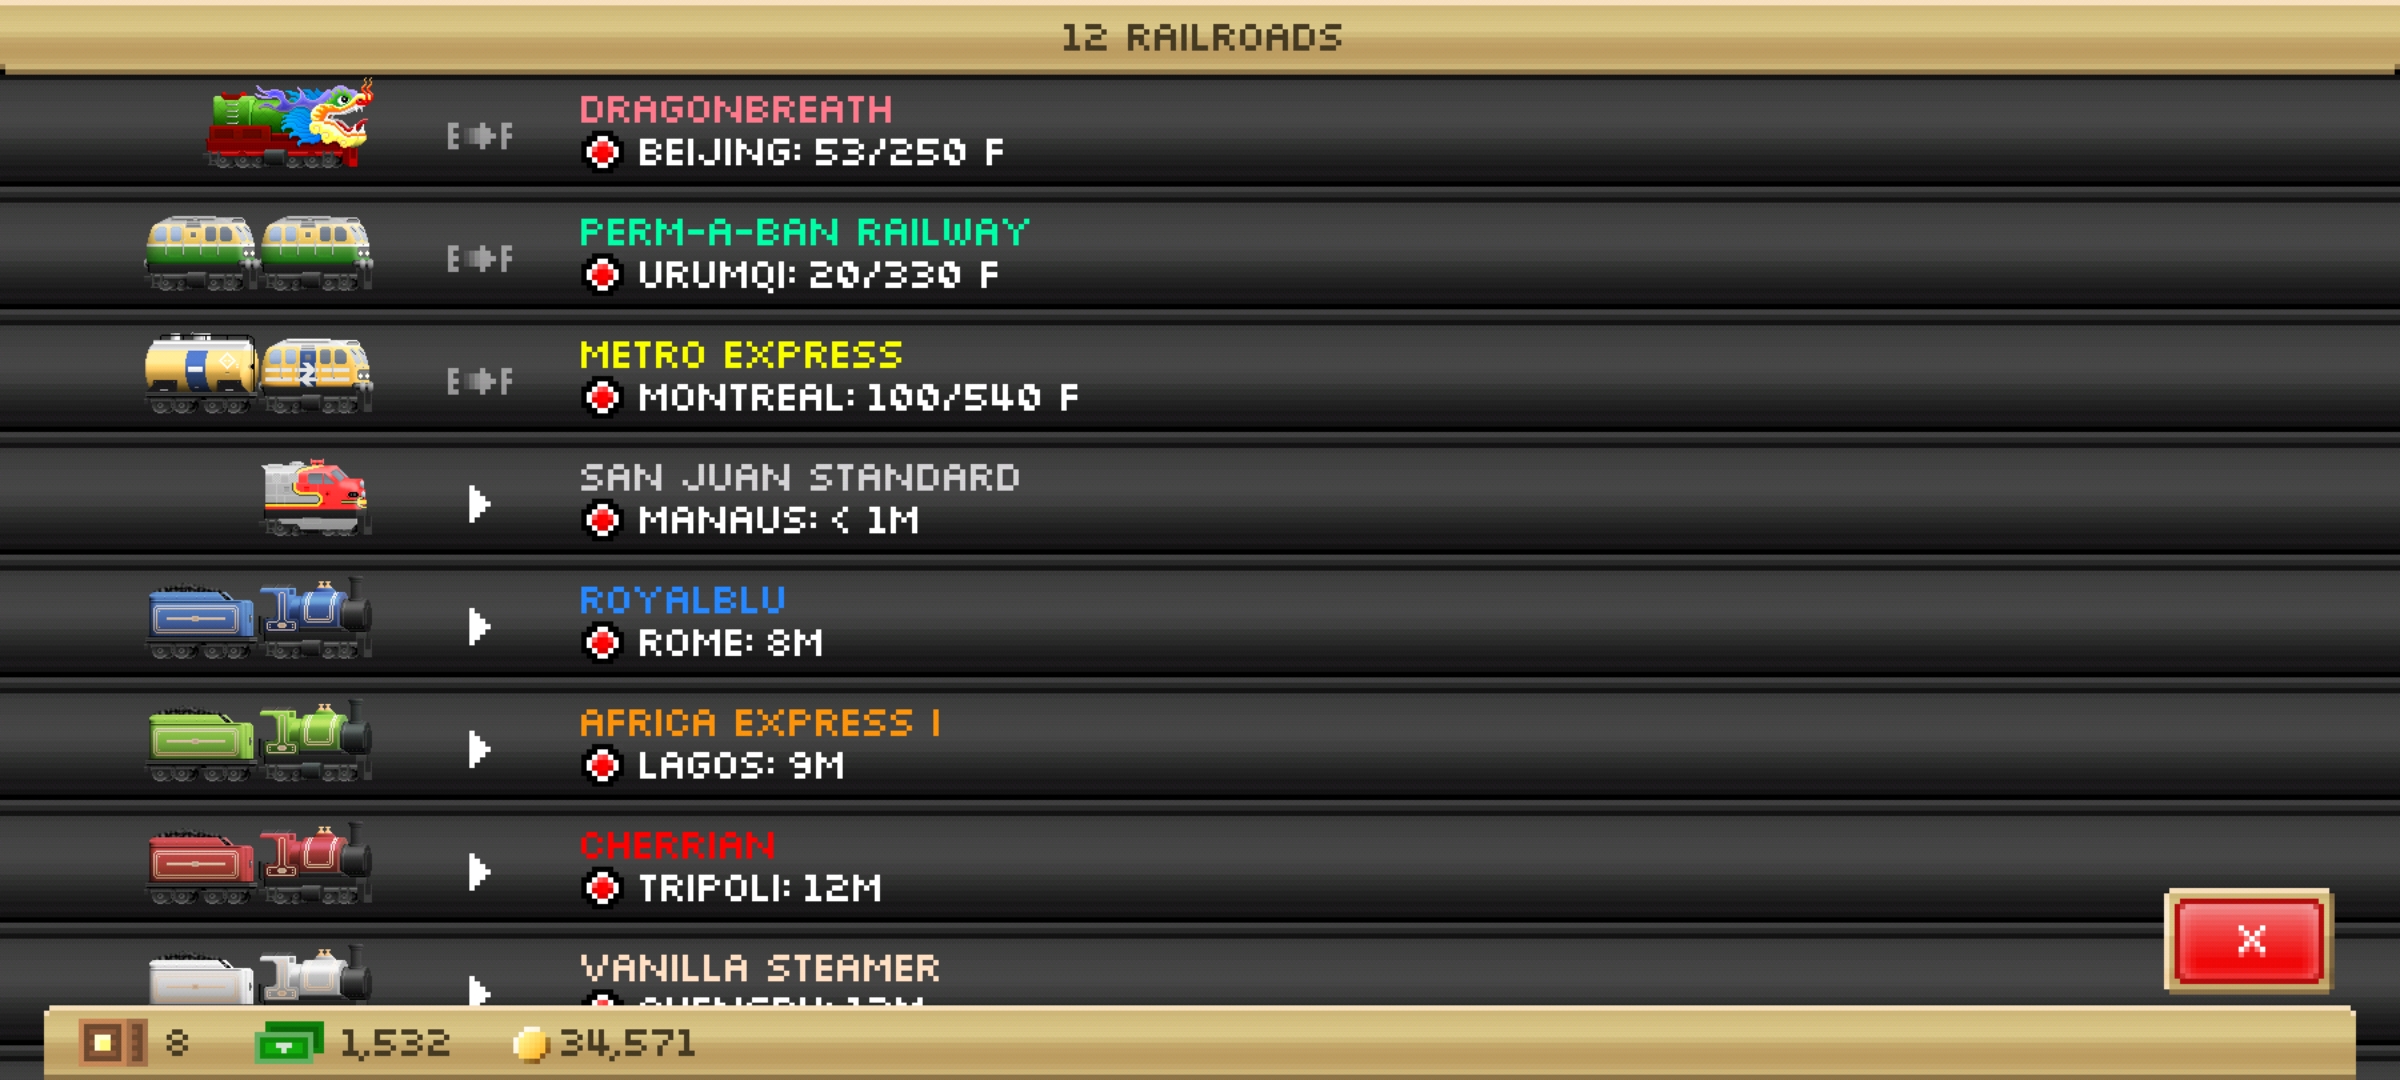 12 RAILROADS
DRAGONBREATH
E F
BEIJING: 53/250 F
PERM-A-BAN RAILWAY
E F
URUMQI: 20/330 F
METRO EXPRESS
E F
MONTREAL: 100/540 F
SAN JUAN STANDARD
MANAUS: < 1M
ROYALBLU
ROME: 8M
AFRICA EXPRESS I
LAGOS: 9M
CHERRIAN
TRIPOLI: 12M
VANILLA STEAMER
X
8 1,532 34,571